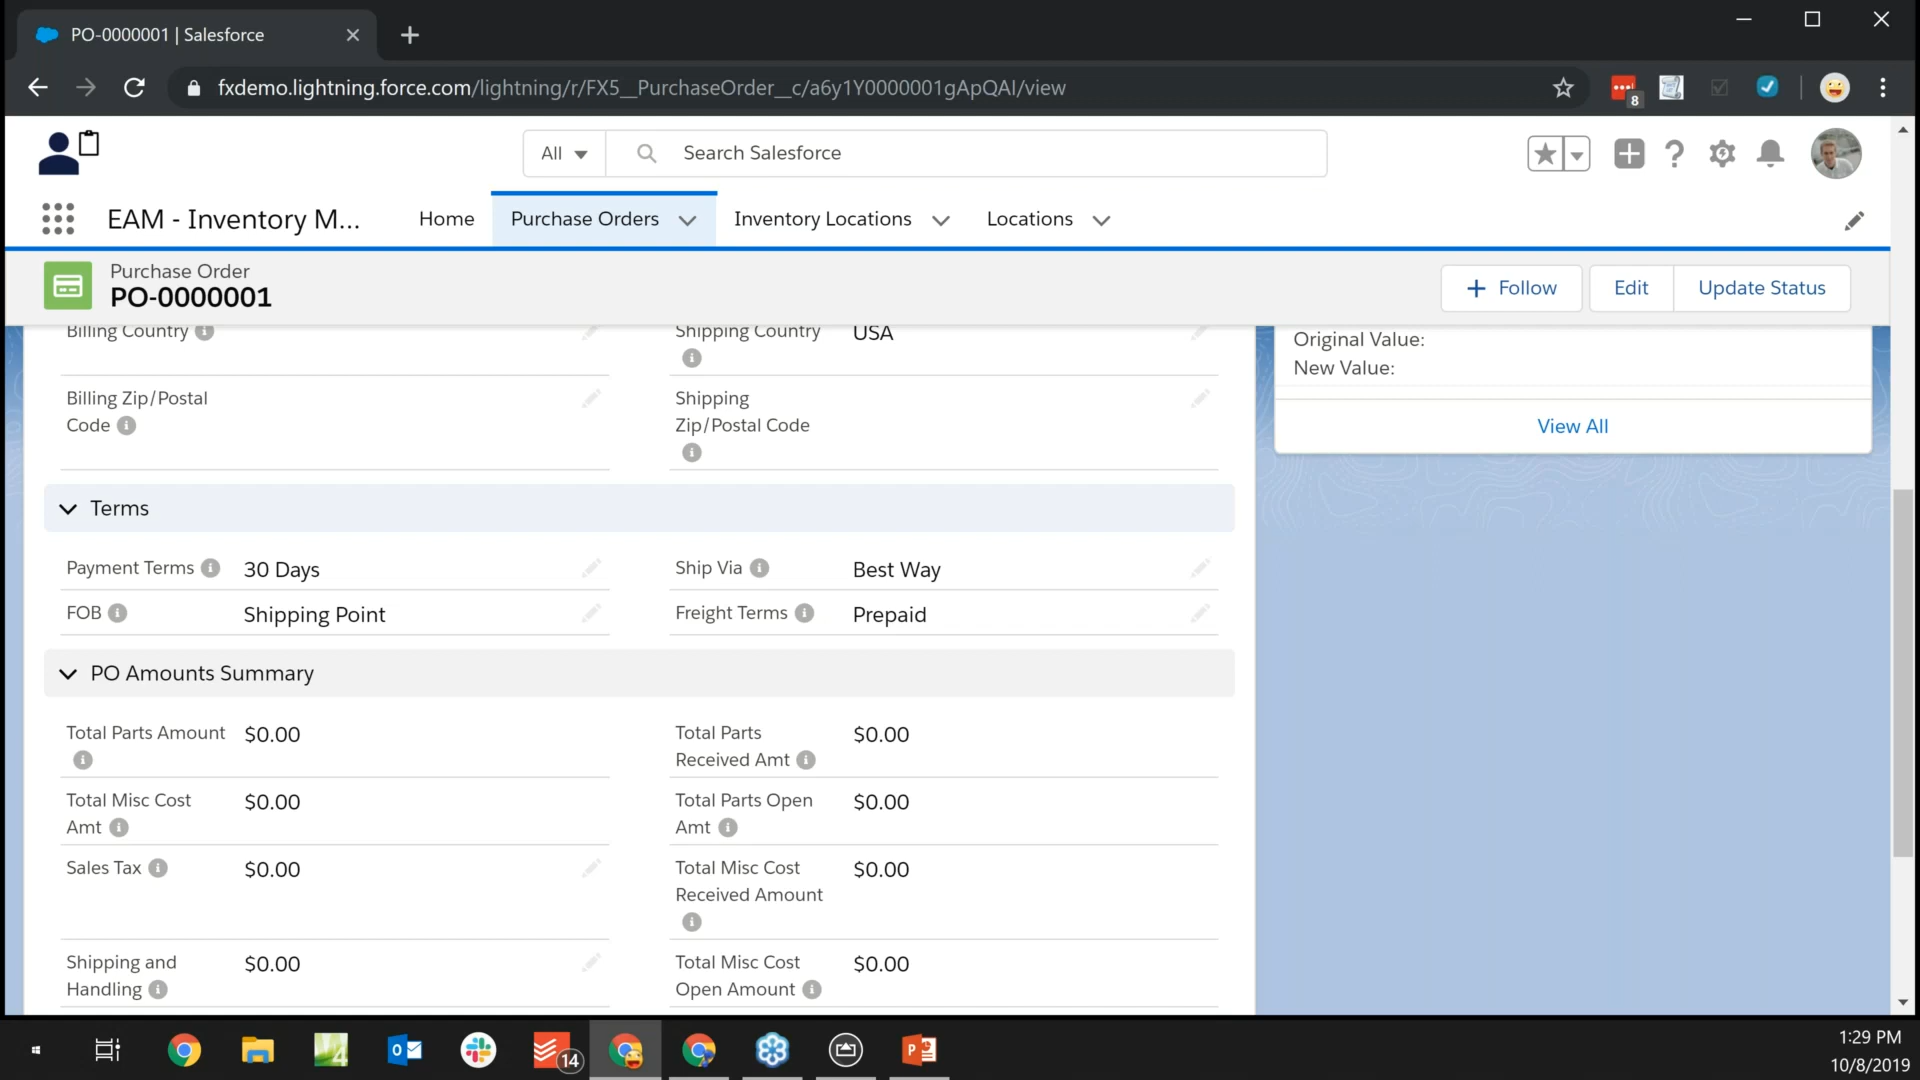 PO-0000001 | Salesforce
fxdemo.lightning.force.com/lightning/r/FX5__PurchaseOrder__c/a6y1Y0000001gApQAI/view
8
All
Search Salesforce
EAM - Inventory M...
Home
Purchase Orders
Inventory Locations
Locations
Purchase Order
PO-0000001
Follow
Edit
Update Status
Billing Country
Shipping Country
USA
Billing Zip/Postal
Code
Shipping
Zip/Postal Code
Original Value:
New Value:
View All
Terms
Payment Terms
30 Days
Ship Via
Best Way
FOB
Shipping Point
Freight Terms
Prepaid
PO Amounts Summary
Total Parts Amount
$0.00
Total Parts
Received Amt
$0.00
Total Misc Cost
Amt
$0.00
Total Parts Open
Amt
$0.00
Sales Tax
$0.00
Total Misc Cost
Received Amount
$0.00
Shipping and
Handling
$0.00
Total Misc Cost
Open Amount
$0.00
14
1:29 PM
10/8/2019